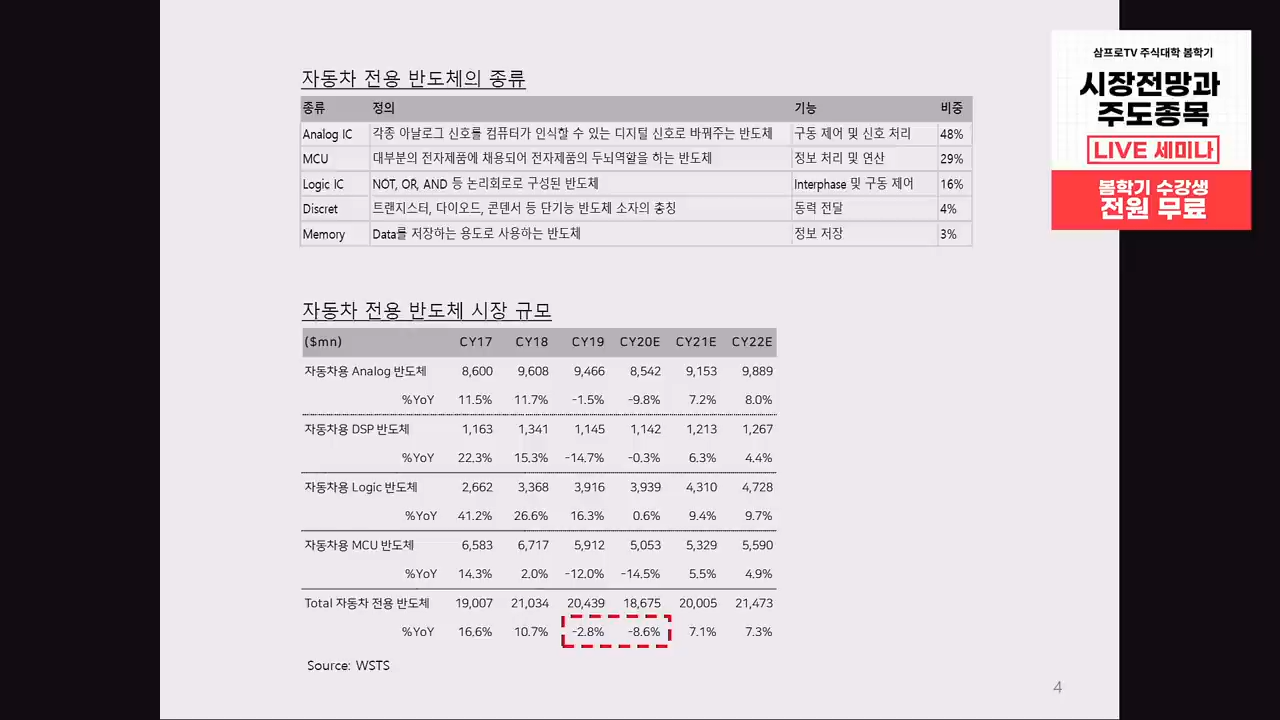 자동차 전용 반도체의 종류
종류 정의 기능 비중
Analog IC 각종 아날로그 신호를 컴퓨터가 인식할 수 있는 디지털 신호로 바꿔주는 반도체 구동 제어 및 신호 처리 48%
MCU 대부분의 전자제품에 채용되어 전자제품의 두뇌역할을 하는 반도체 정보 처리 및 연산 29%
Logic IC NOT, OR, AND 등 논리회로로 구성된 반도체 Interphase 및 구동 제어 16%
Discret 트랜지스터, 다이오드, 콘덴서 등 단기능 반도체 소자의 총칭 동력 전달 4%
Memory Data를 저장하는 용도로 사용하는 반도체 정보 저장 3%
자동차 전용 반도체 시장 규모
($mn) CY17 CY18 CY19 CY20E CY21E CY22E
자동차용 Analog 반도체 8,600 9,608 9,466 8,542 9,153 9,889
%YoY 11.5% 11.7% -1.5% -9.8% 7.2% 8.0%
자동차용 DSP 반도체 1,163 1,341 1,145 1,142 1,213 1,267
%YoY 22.3% 15.3% -14.7% -0.3% 6.3% 4.4%
자동차용 Logic 반도체 2,662 3,368 3,916 3,939 4,310 4,728
%YoY 41.2% 26.6% 16.3% 0.6% 9.4% 9.7%
자동차용 MCU 반도체 6,583 6,717 5,912 5,053 5,329 5,590
%YoY 14.3% 2.0% -12.0% -14.5% 5.5% 4.9%
Total 자동차 전용 반도체 19,007 21,034 20,439 18,675 20,005 21,473
%YoY 16.6% 10.7% -2.8% -8.6% 7.1% 7.3%
Source: WSTS
4
삼프로TV 주식대학 봄학기
시장전망과
주도종목
LIVE 세미나
봄학기 수강생
전원 무료